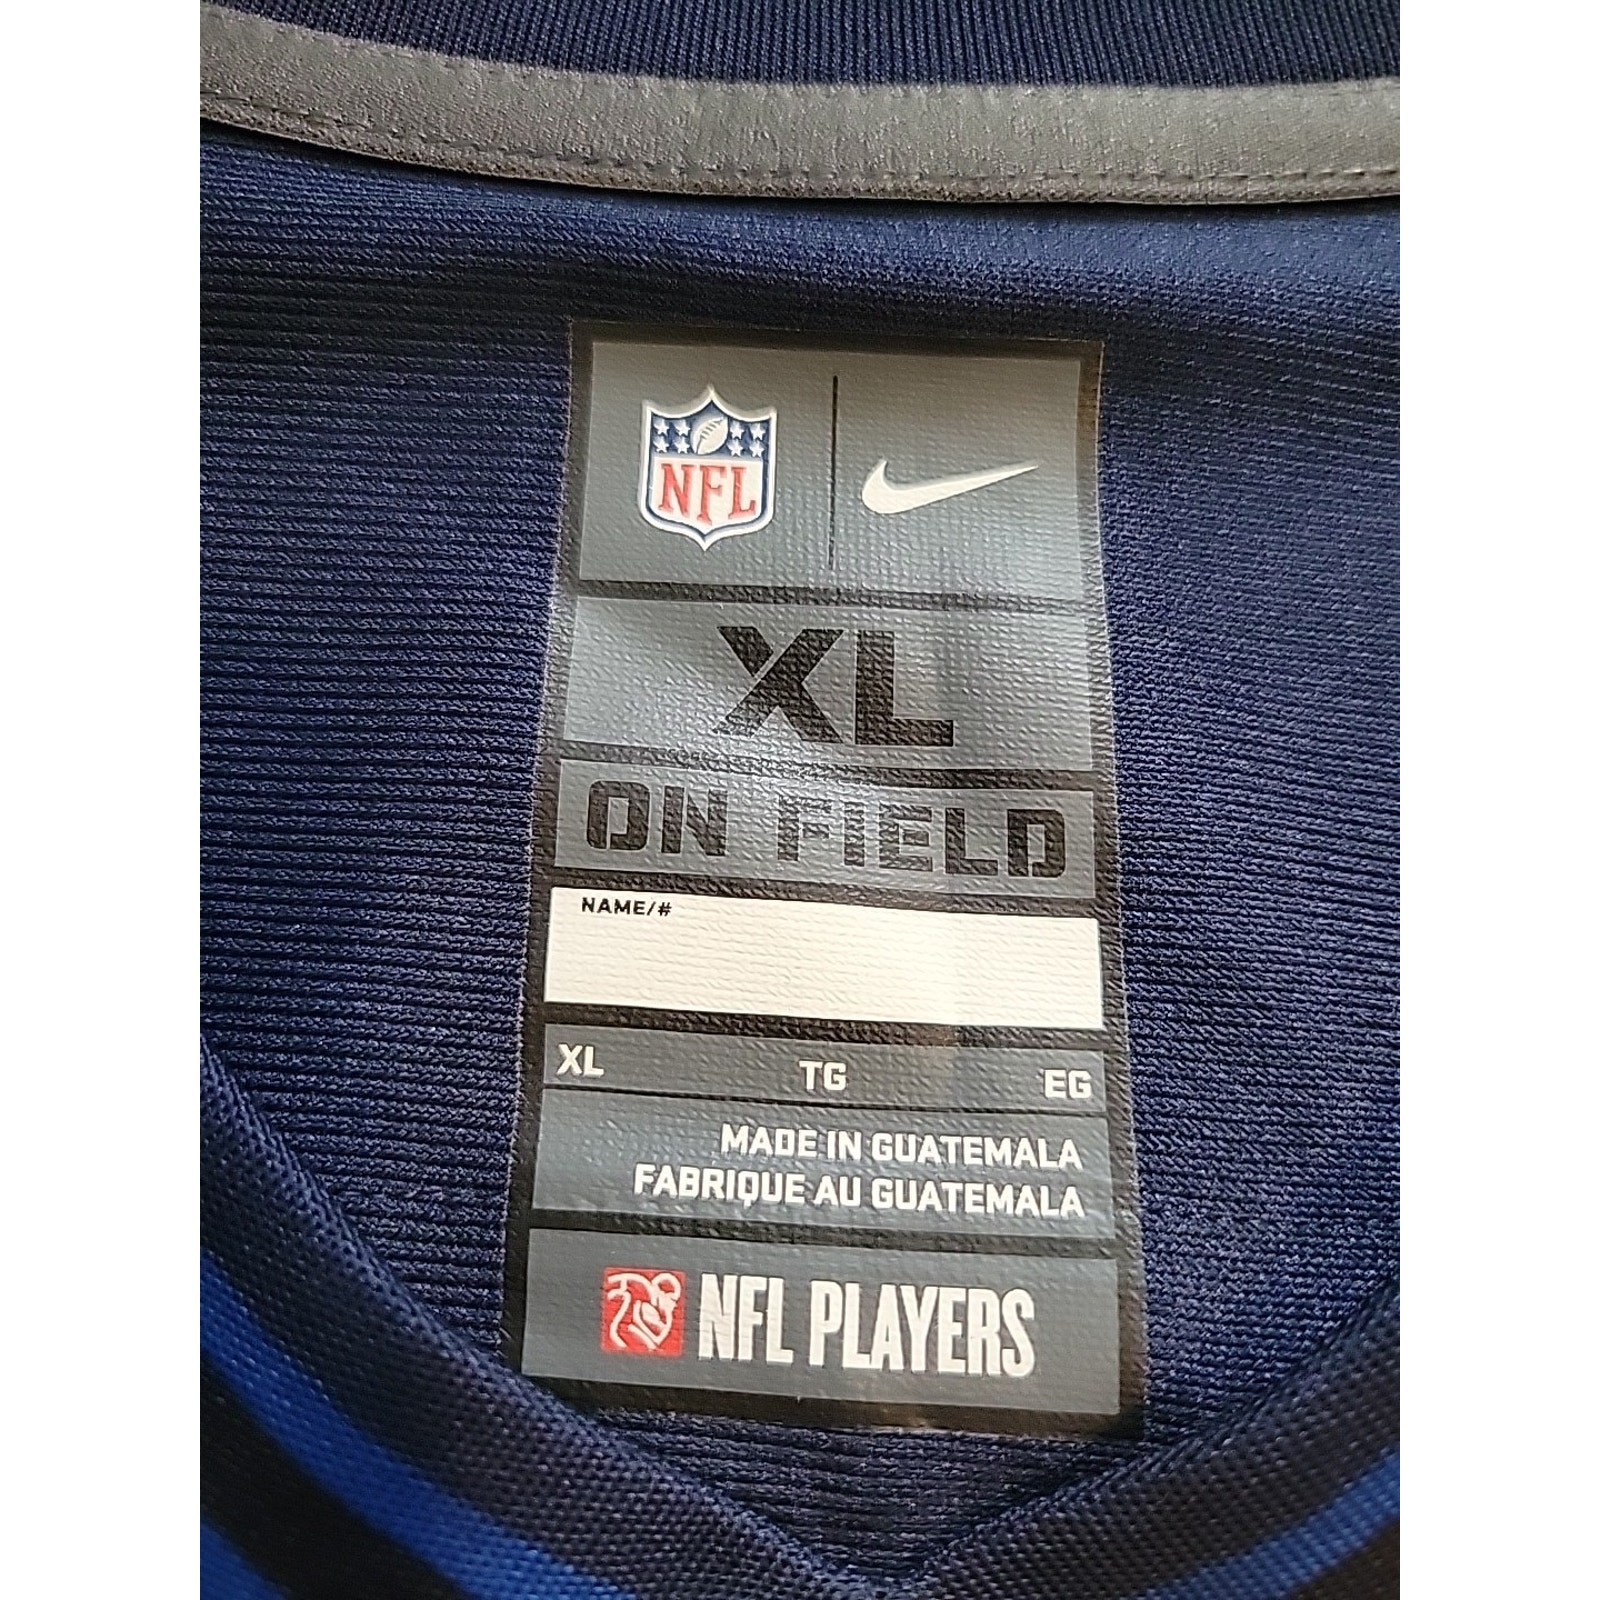 NFL
XL
ON FIELD
NAME/#
XL TG EG
MADE IN GUATEMALA
FABRIQUE AU GUATEMALA
NFL PLAYERS